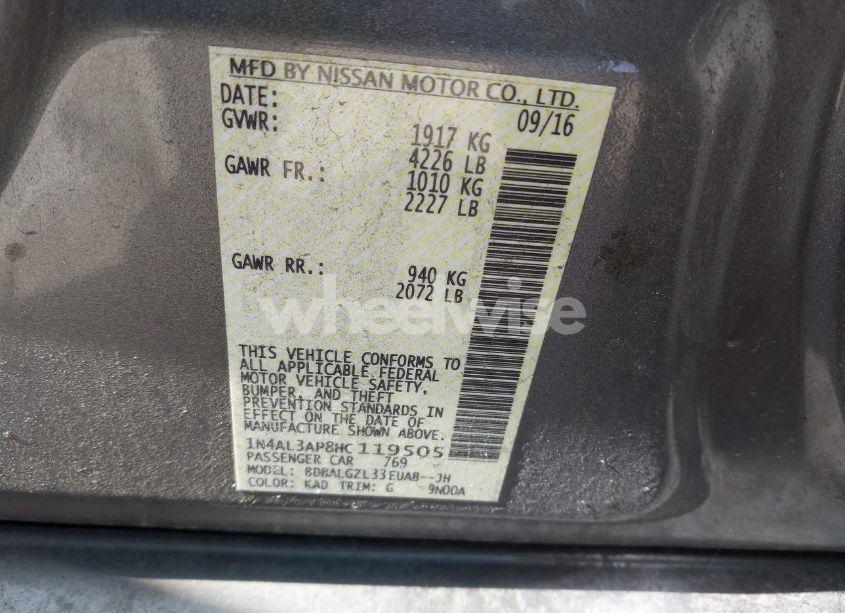 MFD BY NISSAN MOTOR CO., LTD.
DATE: 09/16
GVWR: 1917 KG
4226 LB
GAWR FR.: 1010 KG
2227 LB
GAWR RR.: 940 KG
2072 LB
wheelwise
THIS VEHICLE CONFORMS TO
ALL APPLICABLE FEDERAL
MOTOR VEHICLE SAFETY,
BUMPER, AND THEFT
PREVENTION STANDARDS IN
EFFECT ON THE DATE OF
MANUFACTURE SHOWN ABOVE.
1N4AL3AP8HC119505
PASSENGER CAR 769
MODEL: BDBALGZL33EUA8--JH
COLOR: KAD TRIM: G 9N00A